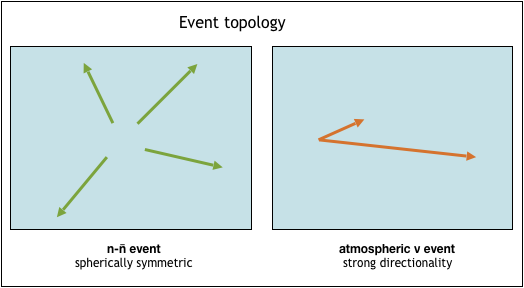 Event topology
n-n̄ event
spherically symmetric
atmospheric ν event
strong directionality